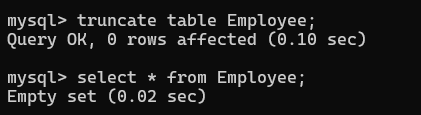 mysql> truncate table Employee;
Query OK, 0 rows affected (0.10 sec)
mysql> select * from Employee;
Empty set (0.02 sec)